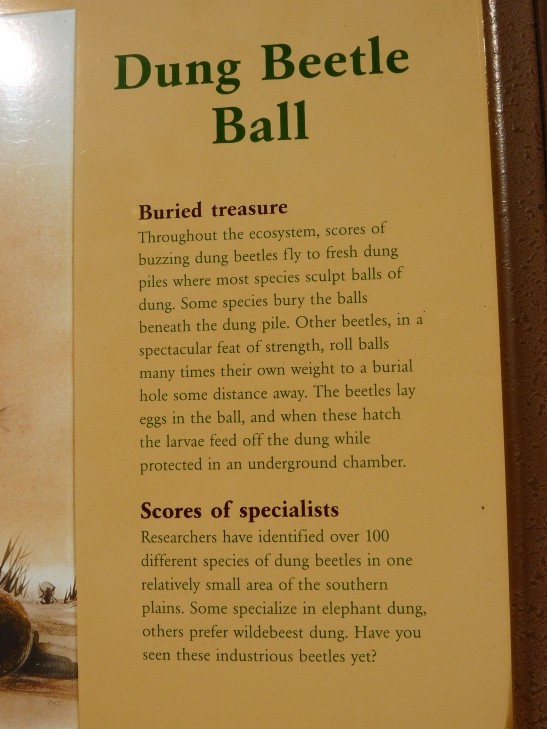 Dung Beetle
Ball
Buried treasure
Throughout the ecosystem, scores of
buzzing dung beetles fly to fresh dung
piles where most species sculpt balls of
dung. Some species bury the balls
beneath the dung pile. Other beetles, in a
spectacular feat of strength, roll balls
many times their own weight to a burial
hole some distance away. The beetles lay
eggs in the ball, and when these hatch
the larvae feed off the dung while
protected in an underground chamber.
Scores of specialists
Researchers have identified over 100
different species of dung beetles in one
relatively small area of the southern
plains. Some specialize in elephant dung,
others prefer wildebeest dung. Have you
seen these industrious beetles yet?